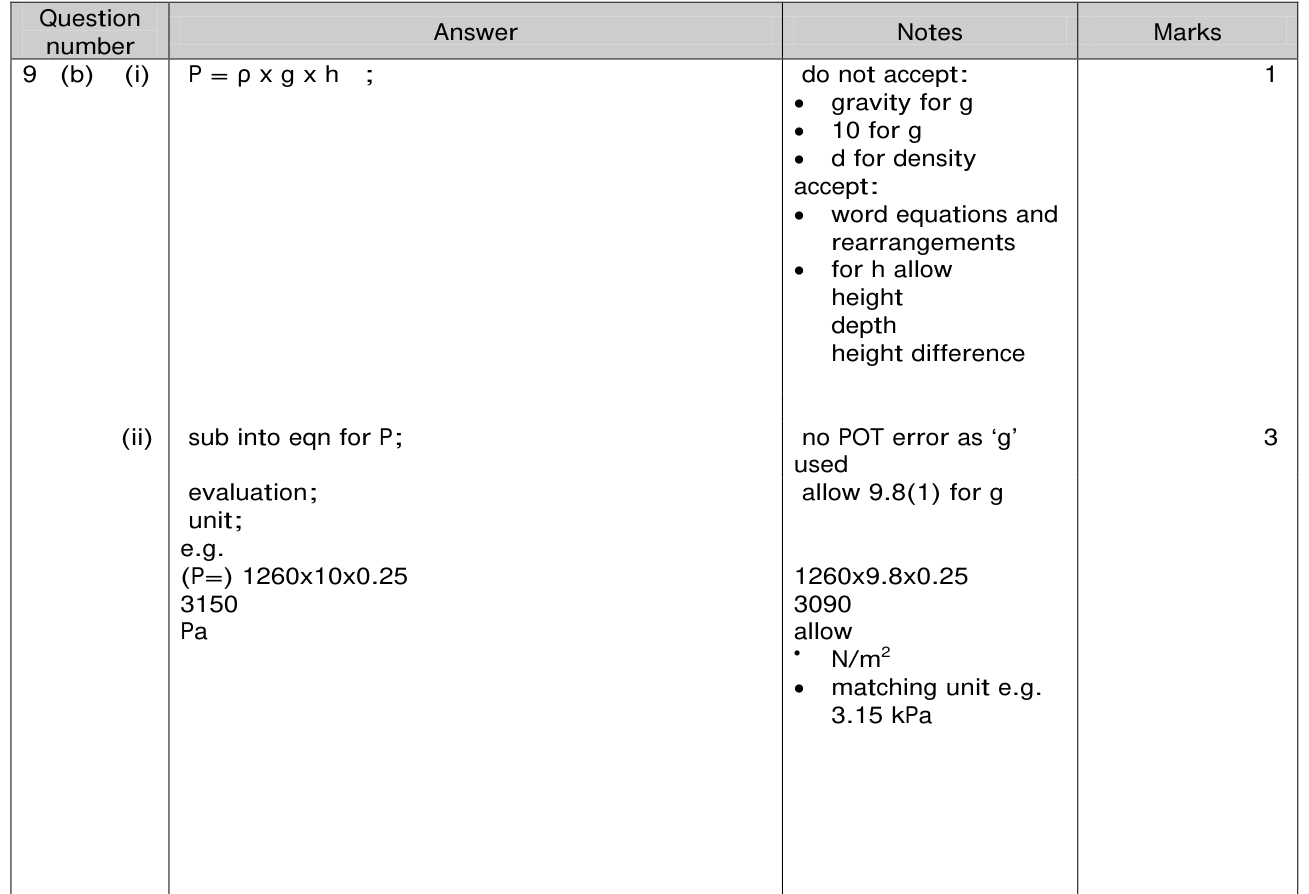 Question number
Answer
Notes
Marks
9 (b) (i)
P = ρ x g x h ;
do not accept:
• gravity for g
• 10 for g
• d for density
accept:
• word equations and
rearrangements
• for h allow
height
depth
height difference
1
(ii)
sub into eqn for P;
evaluation;
unit;
e.g.
(P=) 1260x10x0.25
3150
Pa
no POT error as ‘g’
used
allow 9.8(1) for g
1260x9.8x0.25
3090
allow
• N/m²
• matching unit e.g.
3.15 kPa
3